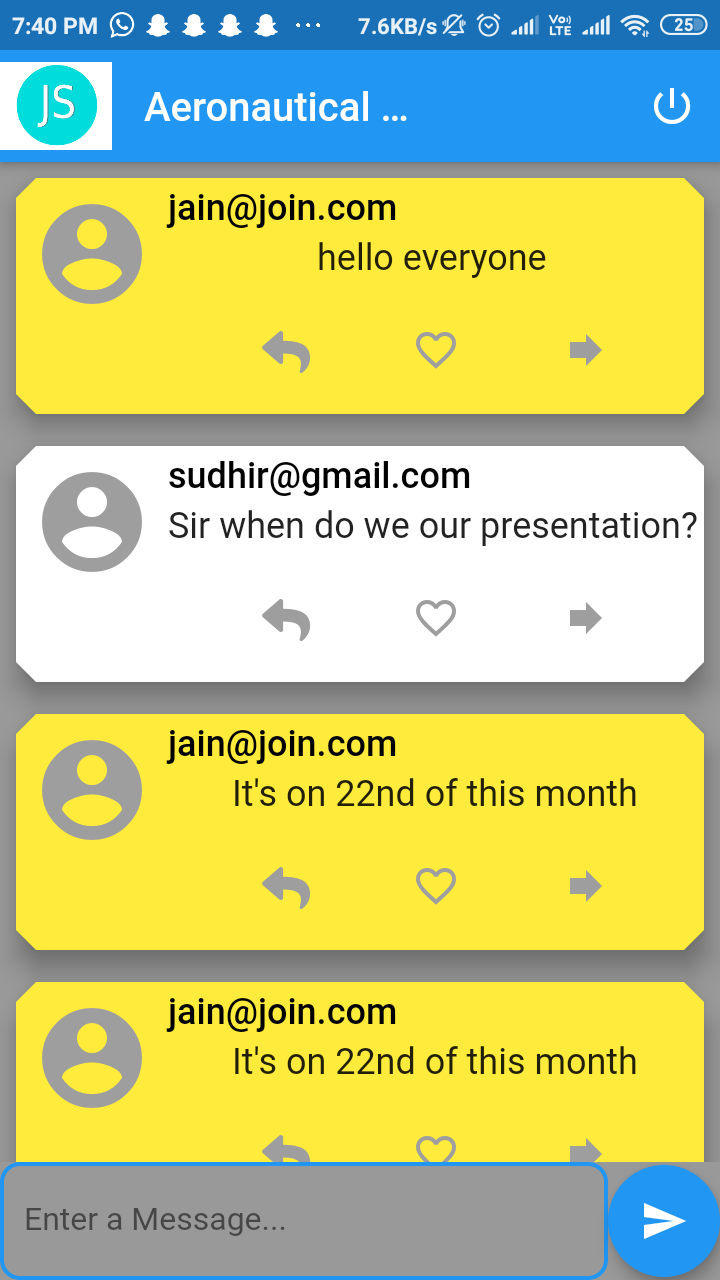 7:40 PM 7.6KB/s Vo) LTE 25
JS Aeronautical ...
jain@join.com
hello everyone
sudhir@gmail.com
Sir when do we our presentation?
jain@join.com
It's on 22nd of this month
jain@join.com
It's on 22nd of this month
Enter a Message...